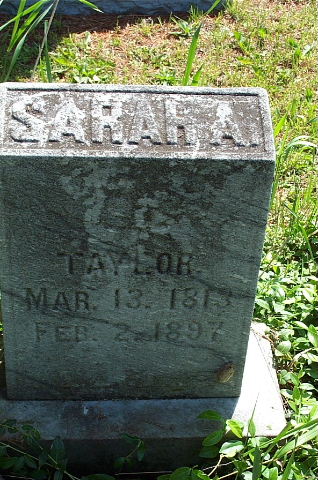 SARAH A.
TAYLOR.
MAR. 13. 1813
FEB. 2. 1897